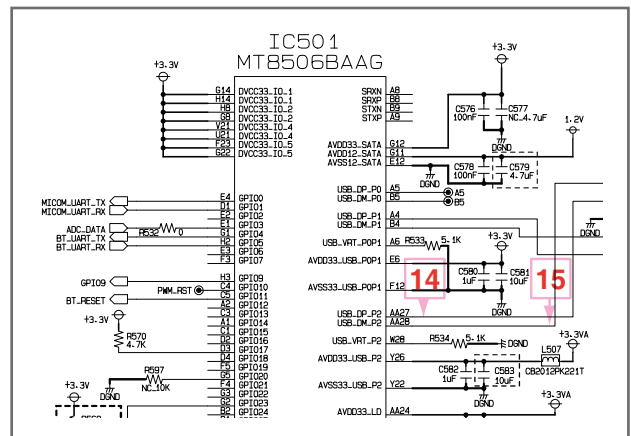 IC501
MT8506BAAG
+3.3V
G14 DVCC33_IO_1
H14 DVCC33_IO_1
H8 DVCC33_IO_2
G8 DVCC33_IO_2
V21 DVCC33_IO_4
U21 DVCC33_IO_4
F23 DVCC33_IO_5
G22 DVCC33_IO_5
MICOM_UART_TX E4 GPIO0
MICOM_UART_RX D1 GPIO1
E2 GPIO2
ADC_DATA R532 0 E1 GPIO3
BT_UART_TX G1 GPIO4
BT_UART_RX H2 GPIO5
E3 GPIO6
F3 GPIO7
GPIO9 H3 GPIO9
PWM_RST C4 GPIO10
BT_RESET C5 GPIO11
A2 GPIO12
+3.3V C3 GPIO13
A1 GPIO14
C1 GPIO15
R570 D2 GPIO16
4.7K D3 GPIO17
D4 GPIO18
F5 GPIO19
R597 G5 GPIO20
NC_10K F4 GPIO21
G3 GPIO22
DGND G2 GPIO23
+3.3V B2 GPIO24
SRXN A8
SRXP B8
STXN B9
STXP A9
+3.3V
C576 100nF
C577 NC_4.7uF
DGND
1.2V
AVDD33_SATA G12
AVDD12_SATA G11
AVSS12_SATA E12
C578 100nF
C579 4.7uF
DGND
USB_DP_P0 A5 A5
USB_DM_P0 B5 B5
USB_DP_P1 A4
USB_DM_P1 B4
DGND
USB_VRT_P0P1 A6 R533 5.1K
+3.3V
AVDD33_USB_P0P1 E6
C580 1uF
C581 10uF
14
15
AVSS33_USB_P0P1 F12
DGND
USB_DP_P2 AA27
USB_DM_P2 AA28
USB_VRT_P2 W28 R534 5.1K DGND
+3.3VA
L507
CB2012PK221T
AVDD33_USB_P2 Y26
C582 1uF
C583 10uF
AVSS33_USB_P2 Y22
DGND
+3.3VA
AVDD33_LD AA24